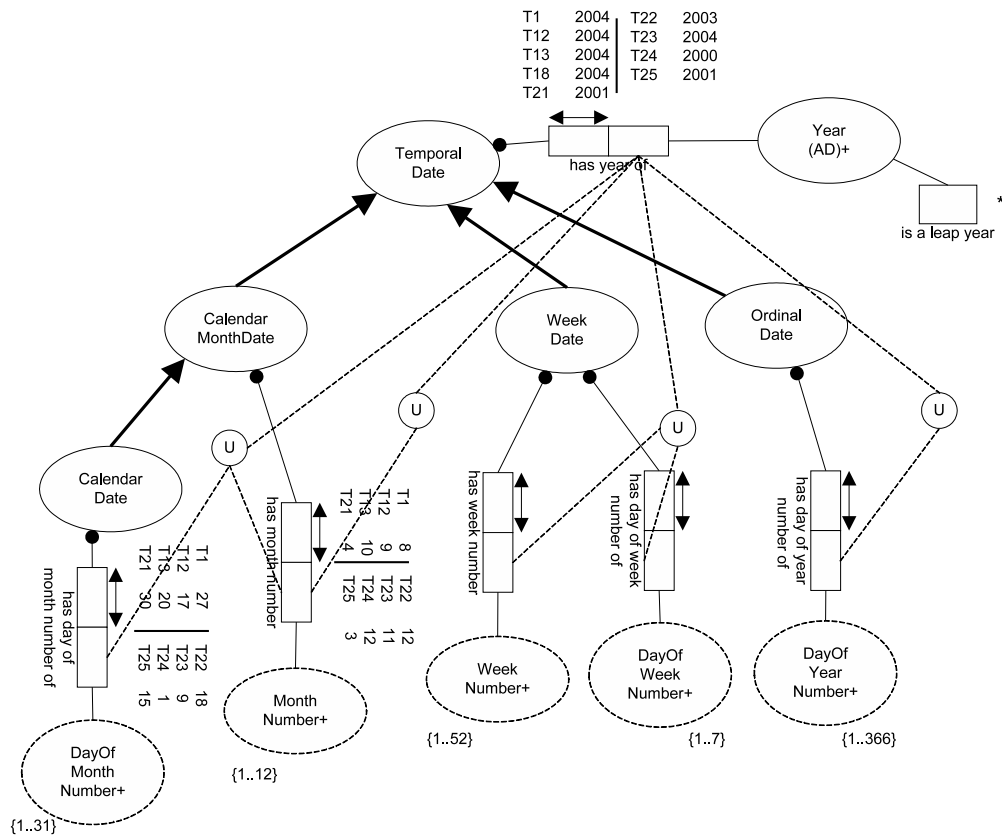 T1 2004 T22 2003
T12 2004 T23 2004
T13 2004 T24 2000
T18 2004 T25 2001
T21 2001
Temporal
Date
has year of
Year
(AD)+
*
is a leap year
Calendar
MonthDate
Week
Date
Ordinal
Date
U
U
U
U
Calendar
Date
has day of
month number of
T1 27
T12 17
T13 20
T21 30
T22 18
T23 9
T24 1
T25 15
has month number
T1 8
T12 9
T13 10
T21 4
T22 12
T23 11
T24 12
T25 3
has week number
has day of week
number of
has day of year
number of
DayOf
Month
Number+
{1..31}
Month
Number+
{1..12}
Week
Number+
{1..52}
DayOf
Week
Number+
{1..7}
DayOf
Year
Number+
{1..366}